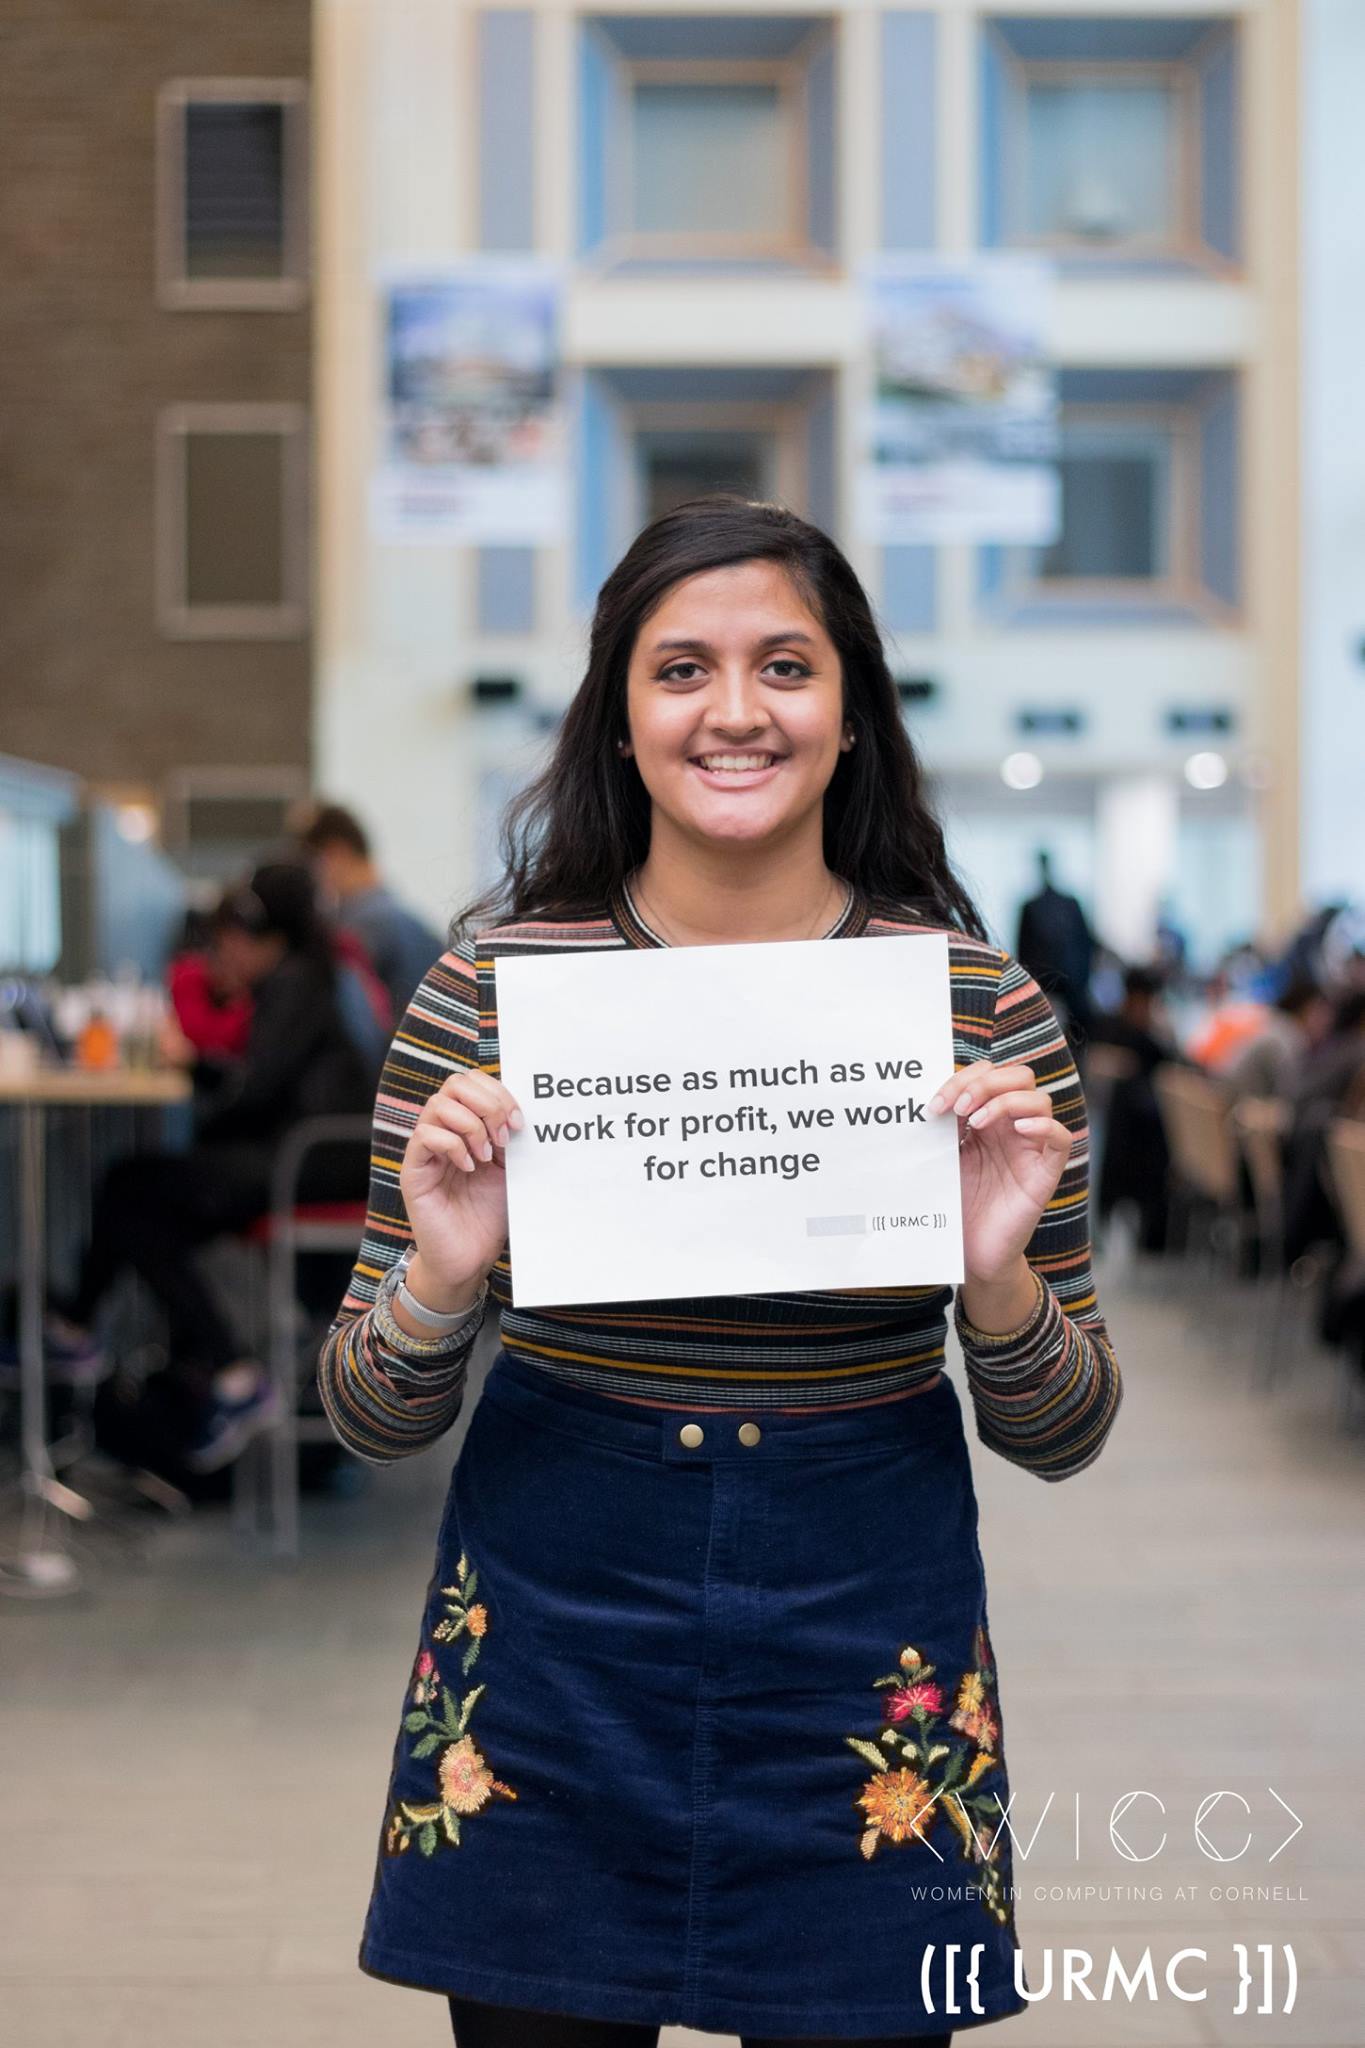 Because as much as we
work for profit, we work
for change
([{ URMC }])
<WICC>
WOMEN IN COMPUTING AT CORNELL
([{ URMC }])